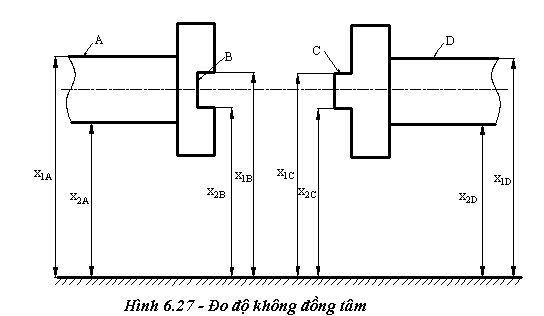 A
B
C
D
X1A
X2A
X2B
X1B
X1C
X2C
X2D
X1D
Hình 6.27 - Đo độ không đồng tâm